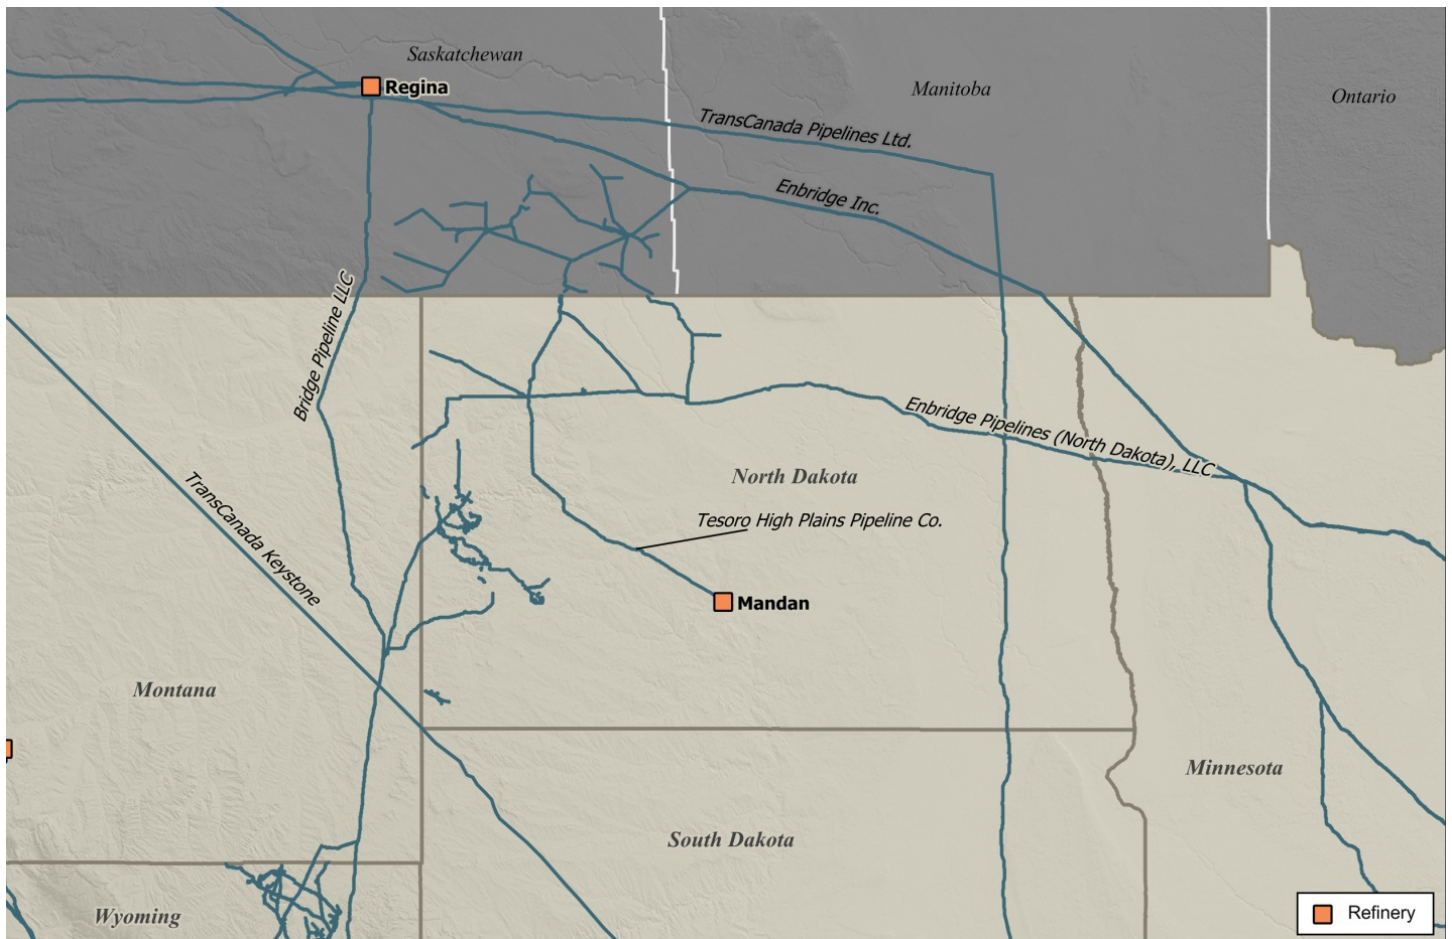 Saskatchewan
Manitoba
Ontario
Regina
TransCanada Pipelines Ltd.
Enbridge Inc.
Bridge Pipeline LLC
Enbridge Pipelines (North Dakota), LLC
TransCanada Keystone
North Dakota
Tesoro High Plains Pipeline Co.
Mandan
Montana
Minnesota
South Dakota
Wyoming
Refinery